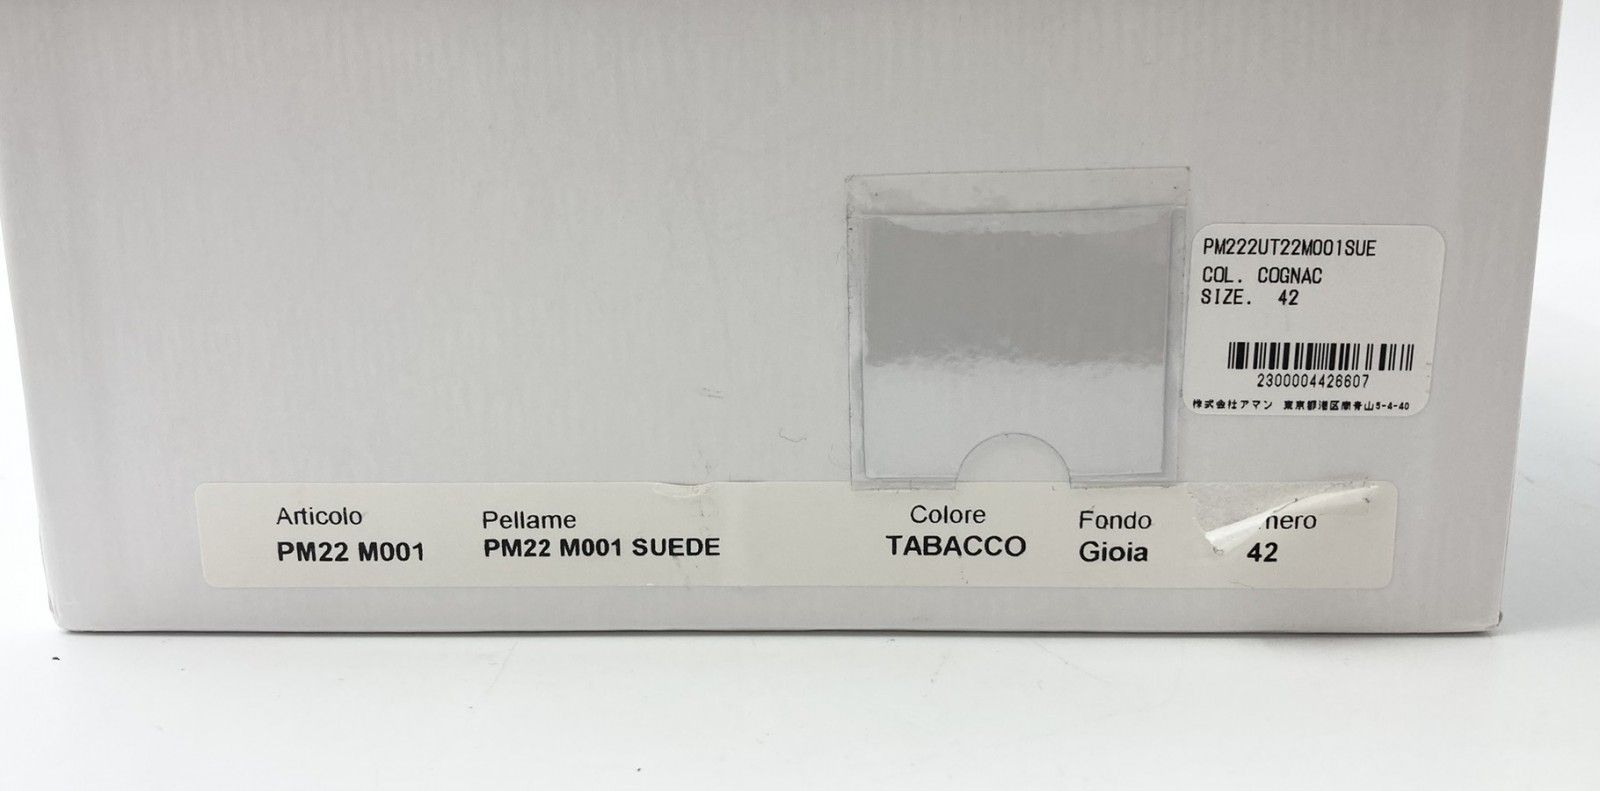 PM222UT22M001SUE
COL. COGNAC
SIZE. 42
2300004426607
株式会社アマン 東京都港区南青山5-4-40
Articolo Pellame Colore Fondo mero
PM22 M001 PM22 M001 SUEDE TABACCO Gioia 42